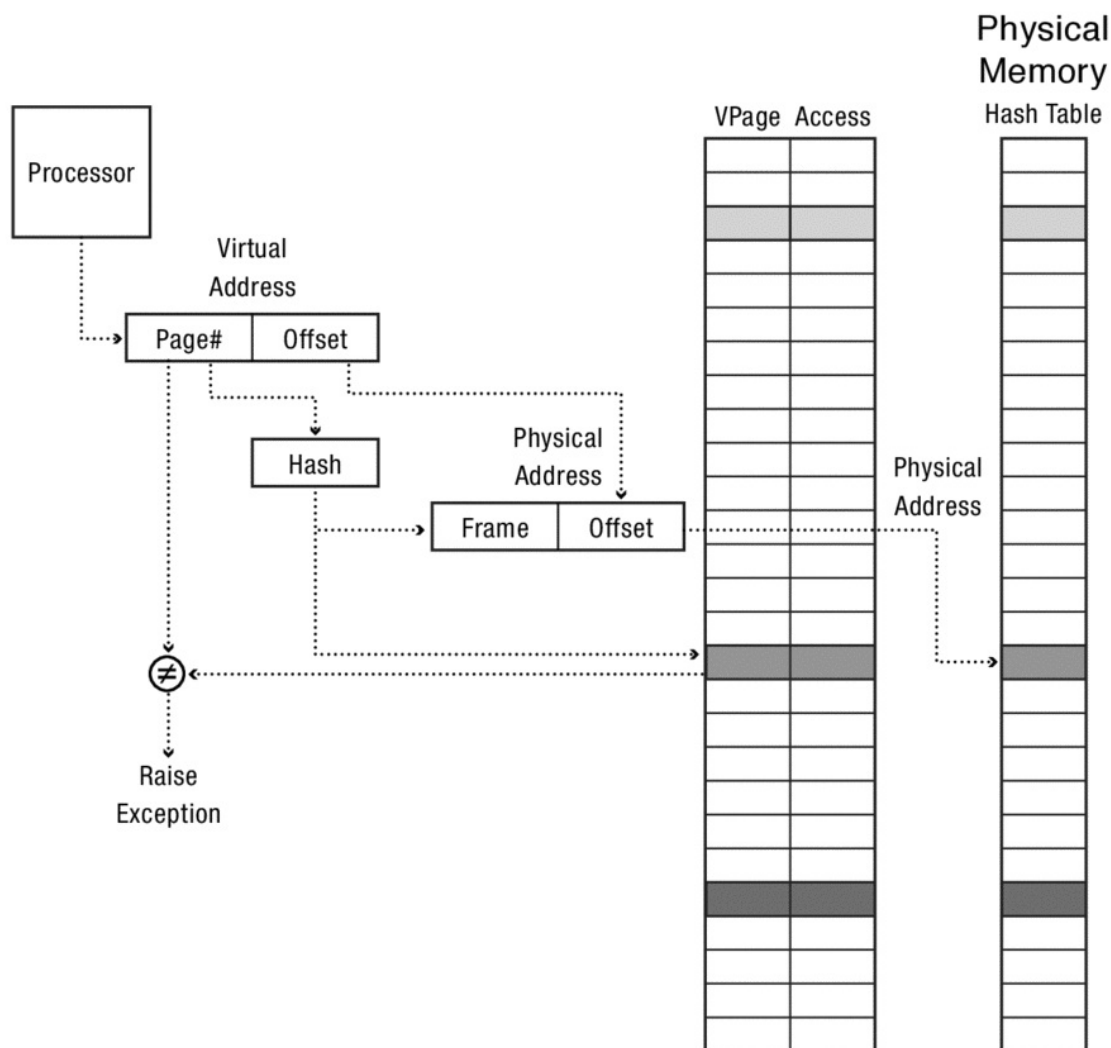 Physical
Memory
VPage Access
Hash Table
Processor
Virtual
Address
Page#
Offset
Hash
Physical
Address
Physical
Address
Frame
Offset
≠
Raise
Exception